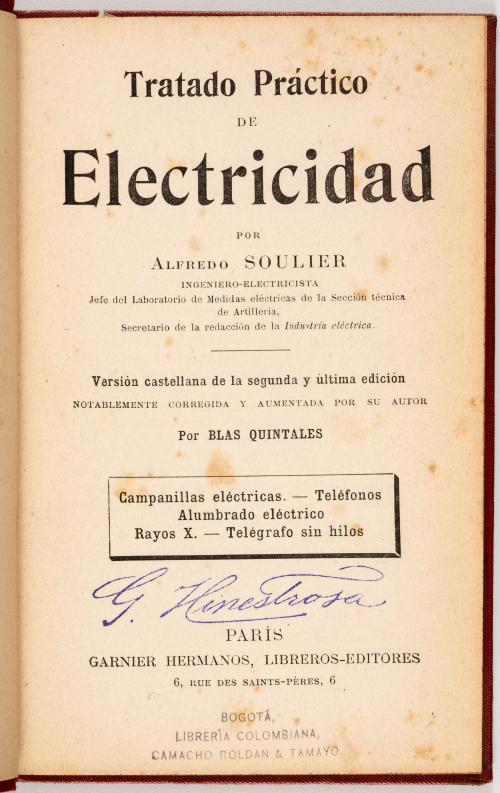 Tratado Práctico
DE
Electricidad
POR
ALFREDO SOULIER
INGENIERO-ELECTRICISTA
Jefe del Laboratorio de Medidas eléctricas de la Sección técnica
de Artillería,
Secretario de la redacción de la Industria eléctrica.
Versión castellana de la segunda y última edición
NOTABLEMENTE CORREGIDA Y AUMENTADA POR SU AUTOR
Por BLAS QUINTALES
Campanillas eléctricas. — Teléfonos
Alumbrado eléctrico
Rayos X. — Telégrafo sin hilos
G. Hinestrosa
PARÍS
GARNIER HERMANOS, LIBREROS-EDITORES
6, RUE DES SAINTS-PÈRES, 6
BOGOTÁ,
LIBRERÍA COLOMBIANA,
CAMACHO ROLDAN & TAMAYO.